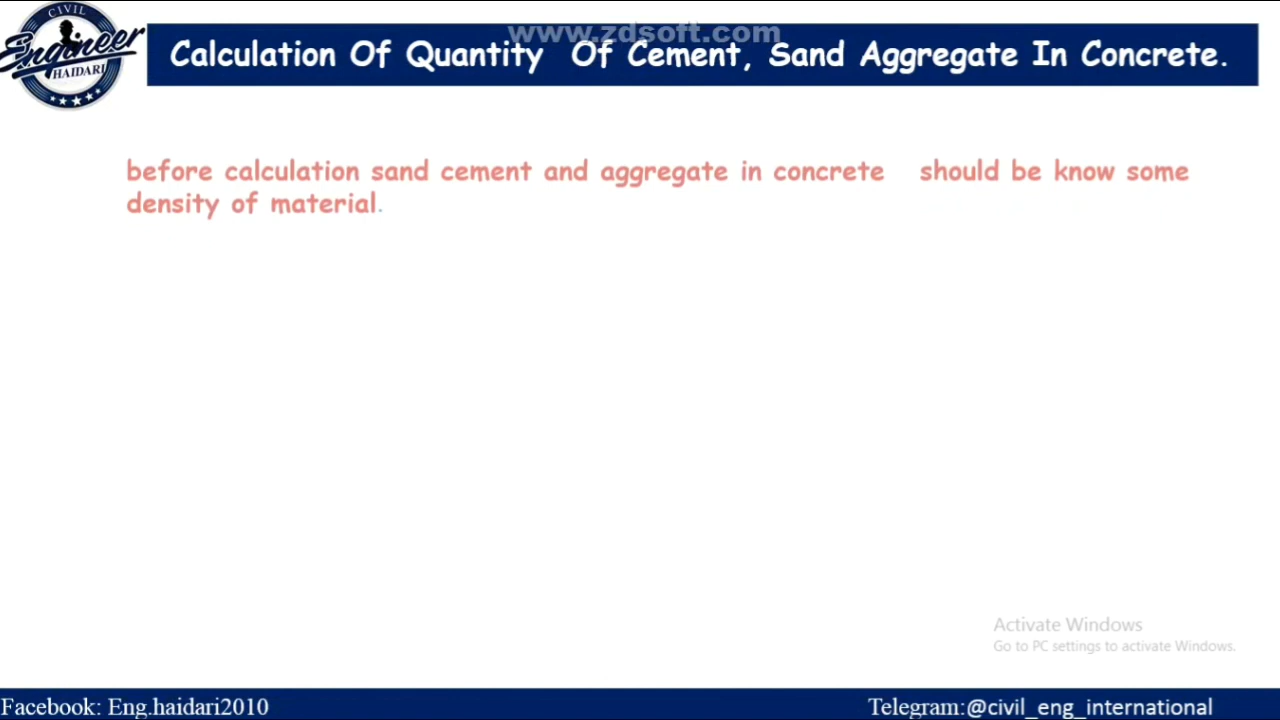 CIVIL
Engineer
HAIDARI
www.zdsoft.com
Calculation Of Quantity Of Cement, Sand Aggregate In Concrete.
before calculation sand cement and aggregate in concrete should be know some
density of material.
Activate Windows
Go to PC settings to activate Windows.
Facebook: Eng.haidari2010
Telegram:@civil_eng_international